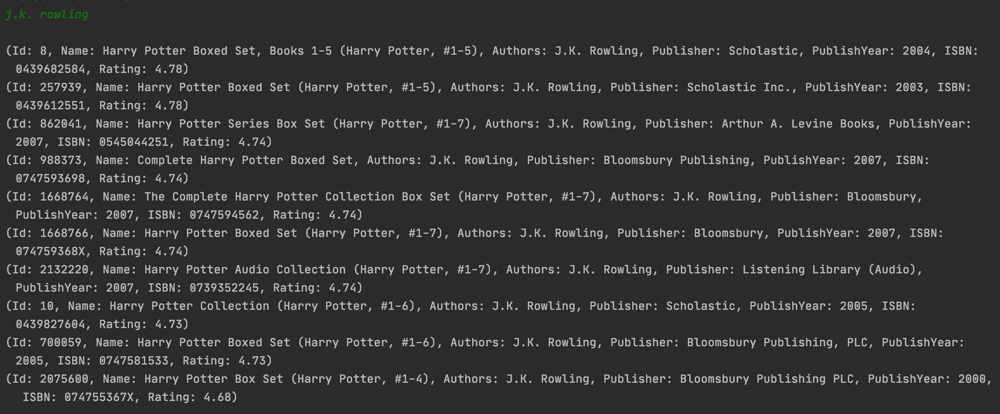 j.k. rowling
(Id: 8, Name: Harry Potter Boxed Set, Books 1-5 (Harry Potter, #1-5), Authors: J.K. Rowling, Publisher: Scholastic, PublishYear: 2004, ISBN:
0439682584, Rating: 4.78)
(Id: 257939, Name: Harry Potter Boxed Set (Harry Potter, #1-5), Authors: J.K. Rowling, Publisher: Scholastic Inc., PublishYear: 2003, ISBN:
0439612551, Rating: 4.78)
(Id: 862041, Name: Harry Potter Series Box Set (Harry Potter, #1-7), Authors: J.K. Rowling, Publisher: Arthur A. Levine Books, PublishYear:
2007, ISBN: 0545044251, Rating: 4.74)
(Id: 988373, Name: Complete Harry Potter Boxed Set, Authors: J.K. Rowling, Publisher: Bloomsbury Publishing, PublishYear: 2007, ISBN:
0747593698, Rating: 4.74)
(Id: 1668764, Name: The Complete Harry Potter Collection Box Set (Harry Potter, #1-7), Authors: J.K. Rowling, Publisher: Bloomsbury,
PublishYear: 2007, ISBN: 0747594562, Rating: 4.74)
(Id: 1668766, Name: Harry Potter Boxed Set (Harry Potter, #1-7), Authors: J.K. Rowling, Publisher: Bloomsbury, PublishYear: 2007, ISBN:
074759368X, Rating: 4.74)
(Id: 2132220, Name: Harry Potter Audio Collection (Harry Potter, #1-7), Authors: J.K. Rowling, Publisher: Listening Library (Audio),
PublishYear: 2007, ISBN: 0739352245, Rating: 4.74)
(Id: 10, Name: Harry Potter Collection (Harry Potter, #1-6), Authors: J.K. Rowling, Publisher: Scholastic, PublishYear: 2005, ISBN:
0439827604, Rating: 4.73)
(Id: 700059, Name: Harry Potter Boxed Set (Harry Potter, #1-6), Authors: J.K. Rowling, Publisher: Bloomsbury Publishing, PLC, PublishYear:
2005, ISBN: 0747581533, Rating: 4.73)
(Id: 2075600, Name: Harry Potter Box Set (Harry Potter, #1-4), Authors: J.K. Rowling, Publisher: Bloomsbury Publishing PLC, PublishYear: 2000,
ISBN: 074755367X, Rating: 4.68)